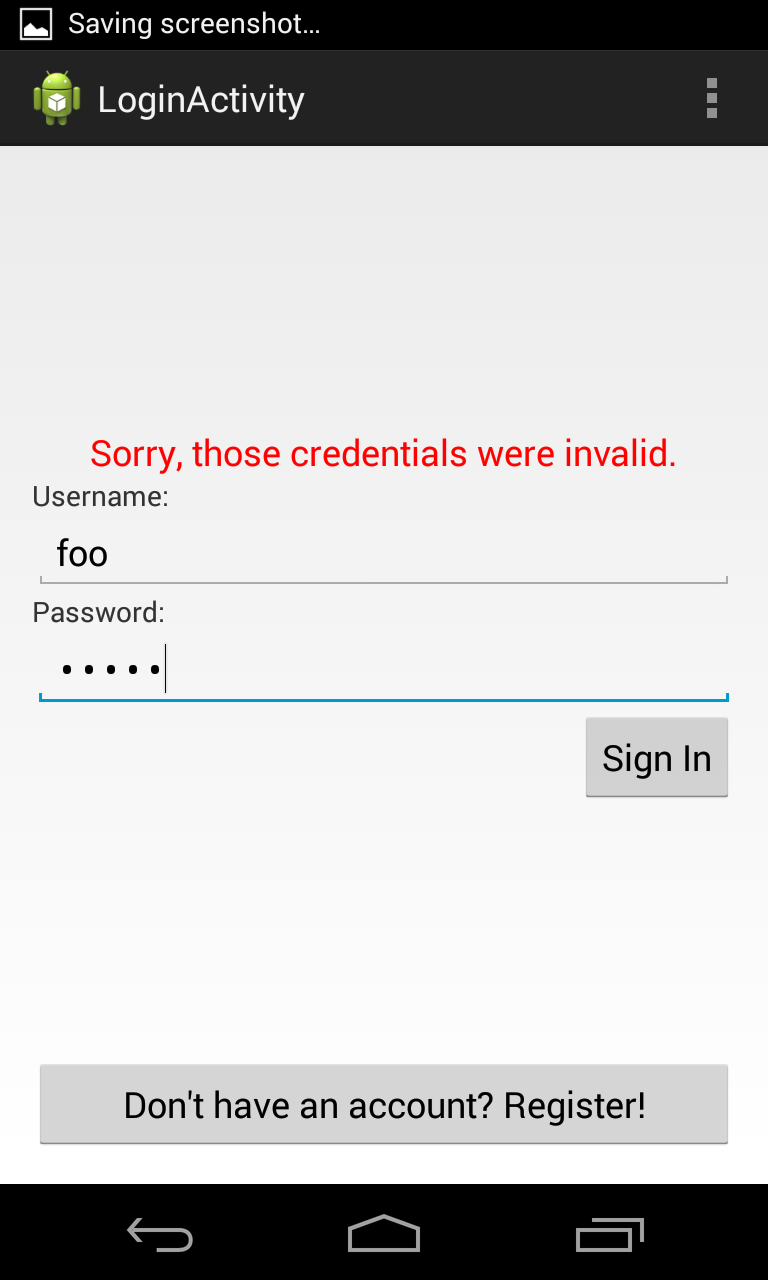 Saving screenshot...
LoginActivity
Sorry, those credentials were invalid.
Username:
foo
Password:
•••••
Sign In
Don't have an account? Register!